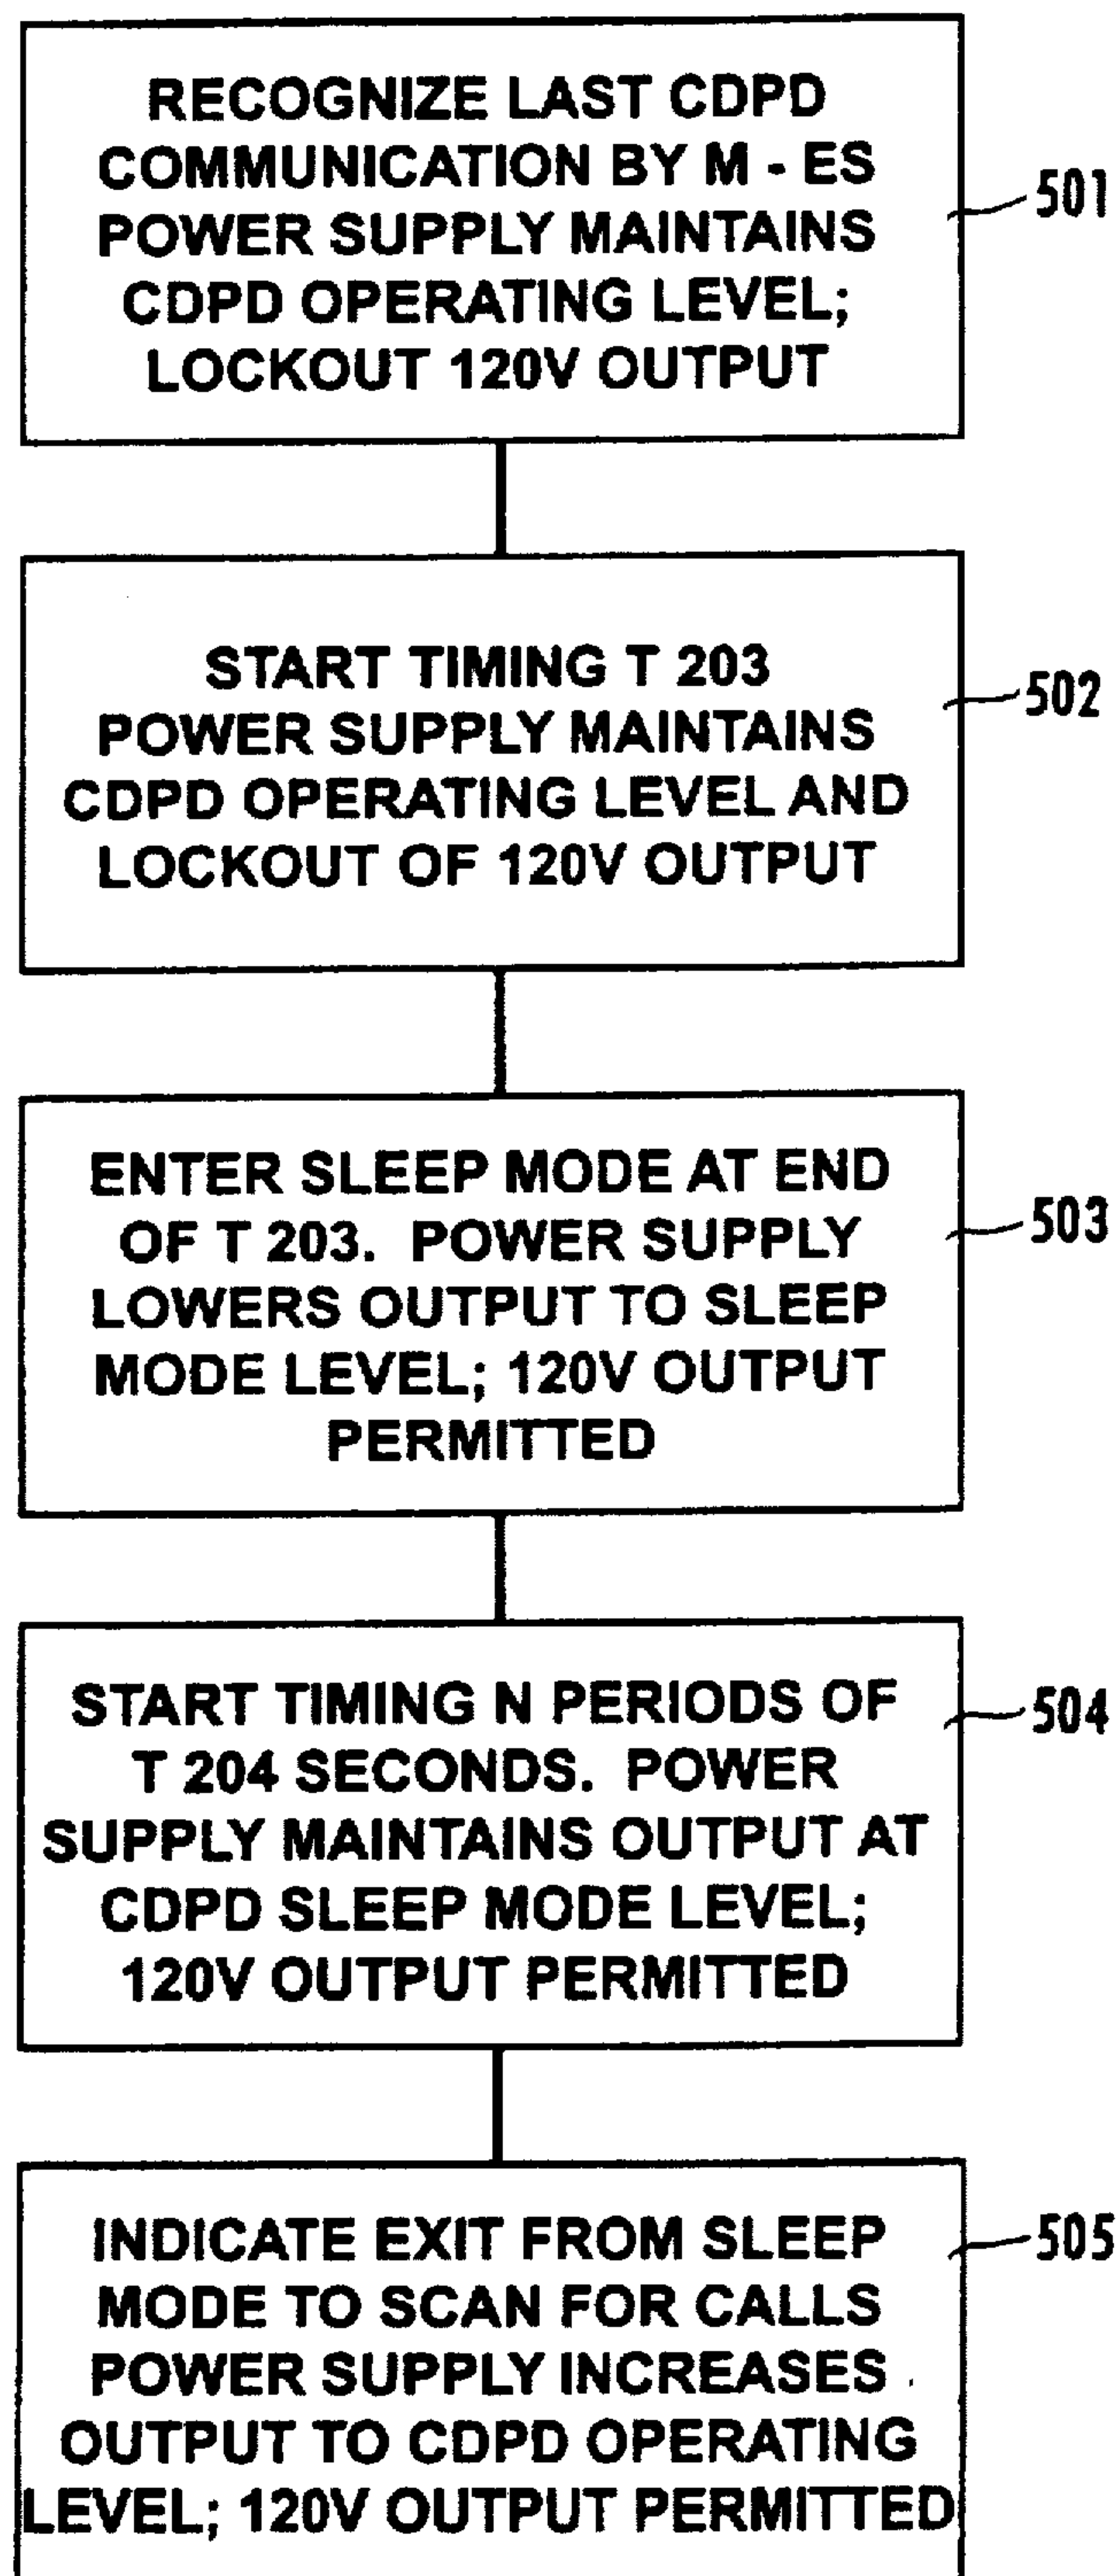 RECOGNIZE LAST CDPD
COMMUNICATION BY M - ES
POWER SUPPLY MAINTAINS
CDPD OPERATING LEVEL;
LOCKOUT 120V OUTPUT
501
START TIMING T 203
POWER SUPPLY MAINTAINS
CDPD OPERATING LEVEL AND
LOCKOUT OF 120V OUTPUT
502
ENTER SLEEP MODE AT END
OF T 203. POWER SUPPLY
LOWERS OUTPUT TO SLEEP
MODE LEVEL; 120V OUTPUT
PERMITTED
503
START TIMING N PERIODS OF
T 204 SECONDS. POWER
SUPPLY MAINTAINS OUTPUT AT
CDPD SLEEP MODE LEVEL;
120V OUTPUT PERMITTED
504
INDICATE EXIT FROM SLEEP
MODE TO SCAN FOR CALLS
POWER SUPPLY INCREASES
OUTPUT TO CDPD OPERATING
LEVEL; 120V OUTPUT PERMITTED
505